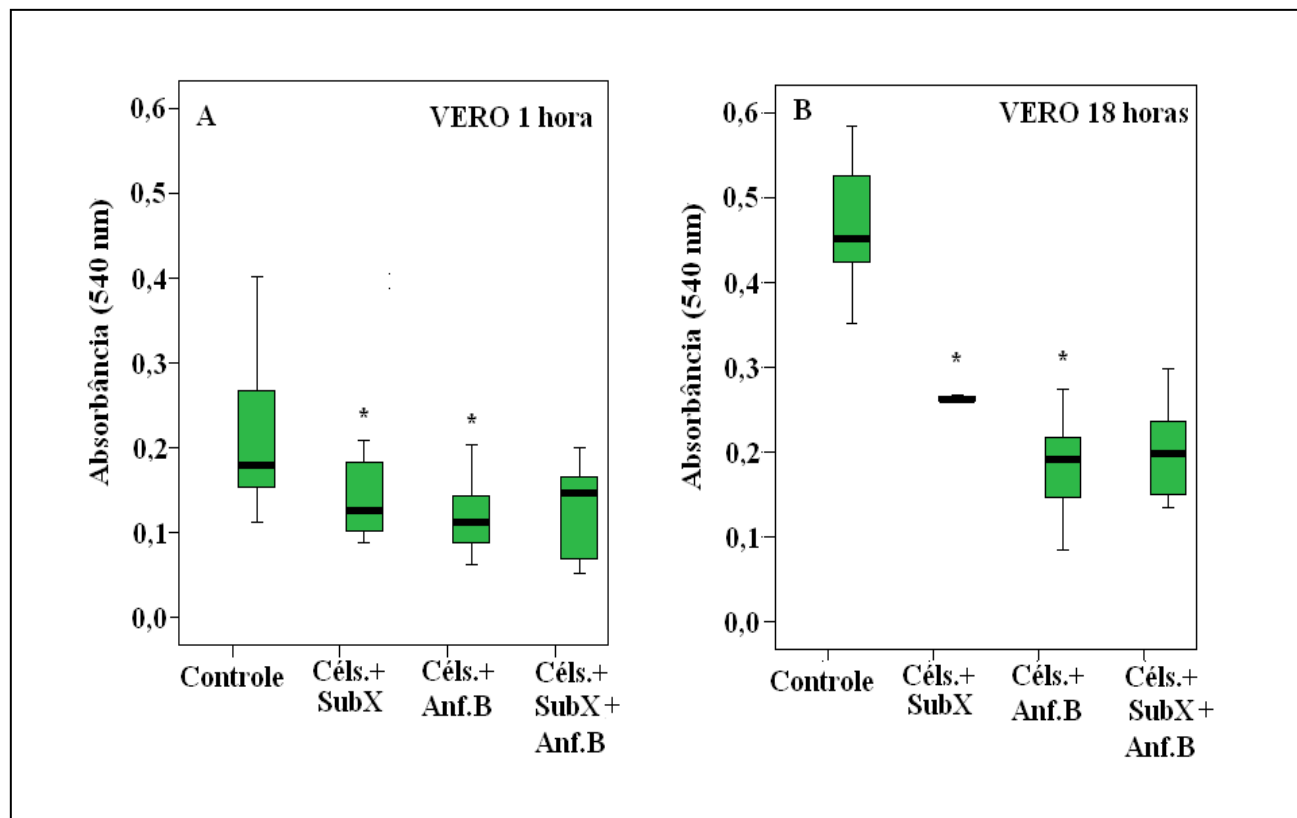 A
VERO 1 hora
Absorbância (540 nm)
0,6
0,5
0,4
0,3
0,2
0,1
0,0
*
*
Controle
Céls.+
SubX
Céls.+
Anf.B
Céls.+
SubX +
Anf.B
B
VERO 18 horas
Absorbância (540 nm)
0,6
0,5
0,4
0,3
0,2
0,1
0,0
*
*
Controle
Céls.+
SubX
Céls.+
Anf.B
Céls.+
SubX +
Anf.B